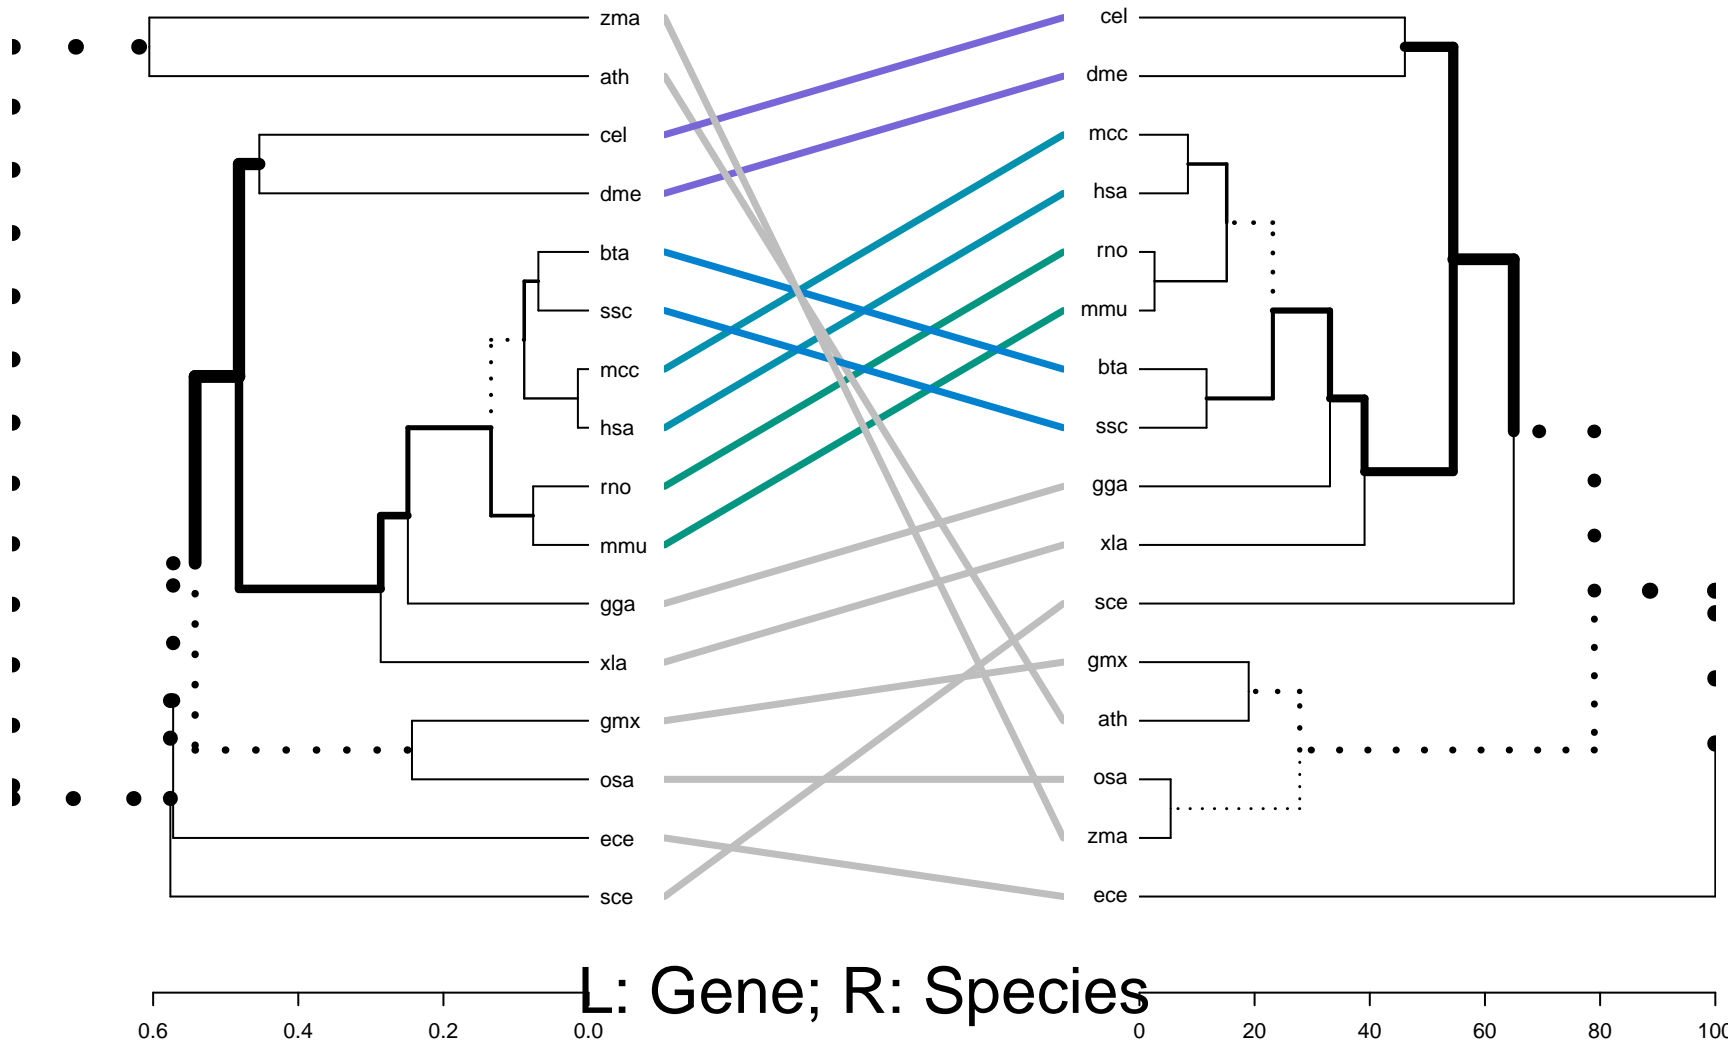 zma
ath
cel
dme
bta
ssc
mcc
hsa
rno
mmu
gga
xla
gmx
osa
ece
sce
cel
dme
mcc
hsa
rno
mmu
bta
ssc
gga
xla
sce
gmx
ath
osa
zma
ece
L: Gene; R: Species
0.6 0.4 0.2 0.0
0 20 40 60 80 100